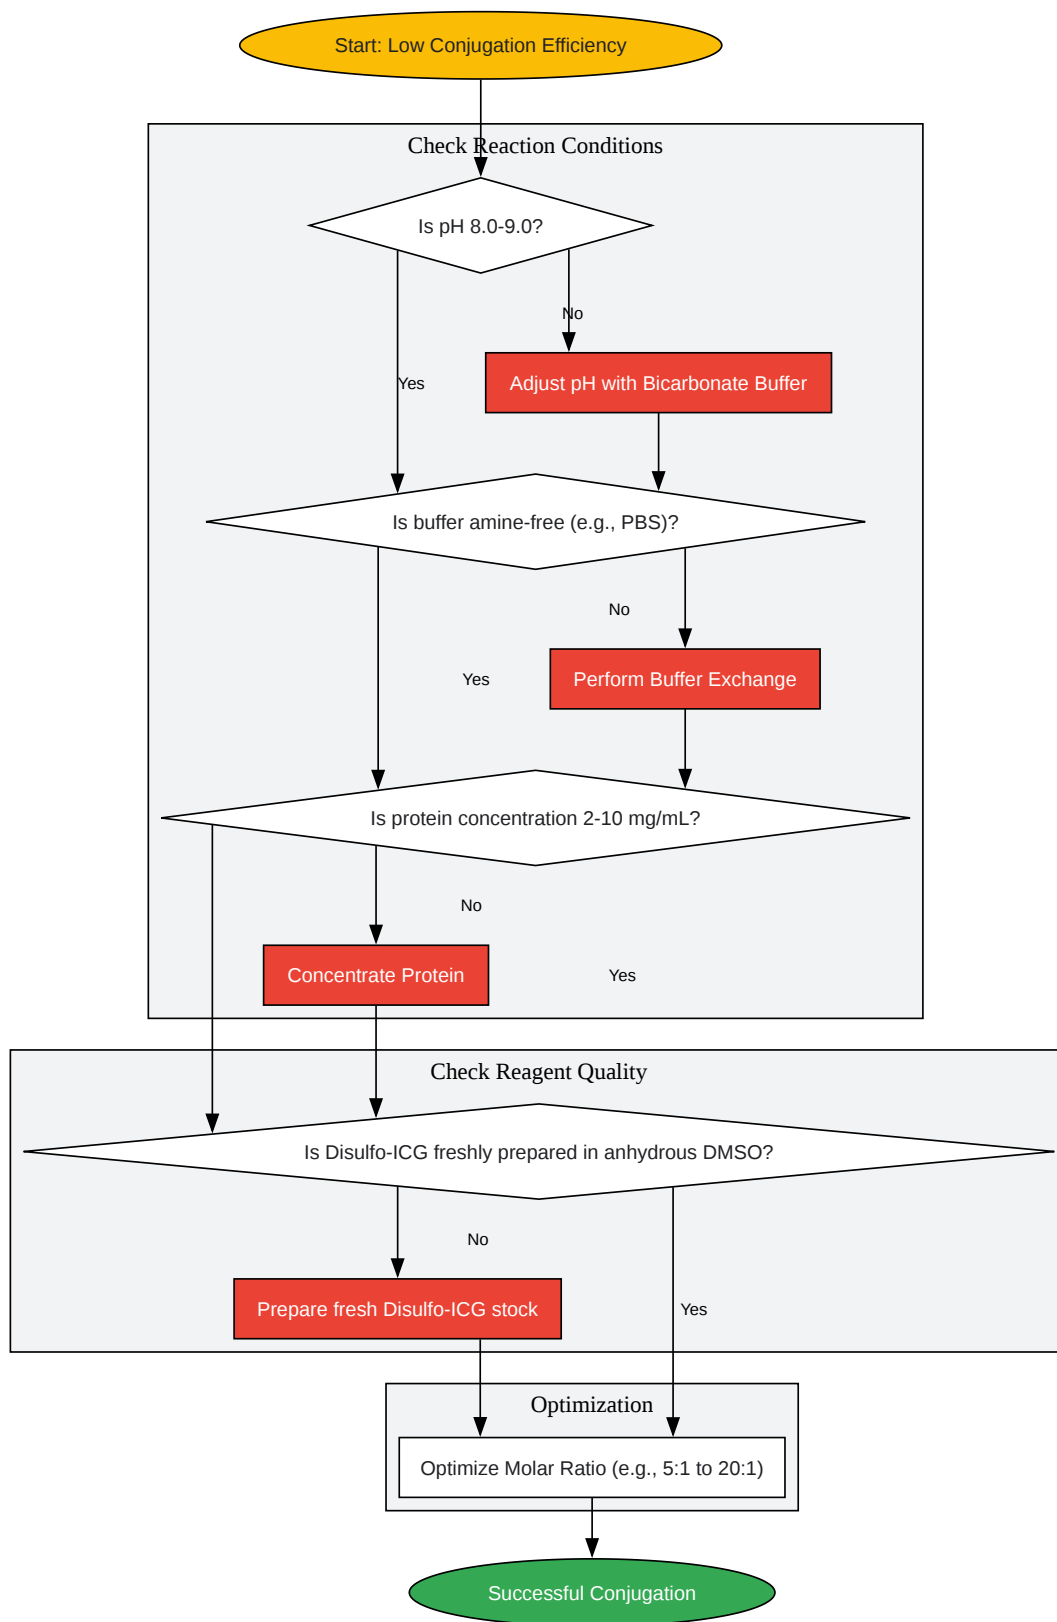 Start: Low Conjugation Efficiency
Check Reaction Conditions
Is pH 8.0-9.0?
No
Yes
Adjust pH with Bicarbonate Buffer
Is buffer amine-free (e.g., PBS)?
No
Yes
Perform Buffer Exchange
Is protein concentration 2-10 mg/mL?
No
Concentrate Protein
Yes
Check Reagent Quality
Is Disulfo-ICG freshly prepared in anhydrous DMSO?
No
Prepare fresh Disulfo-ICG stock
Yes
Optimization
Optimize Molar Ratio (e.g., 5:1 to 20:1)
Successful Conjugation